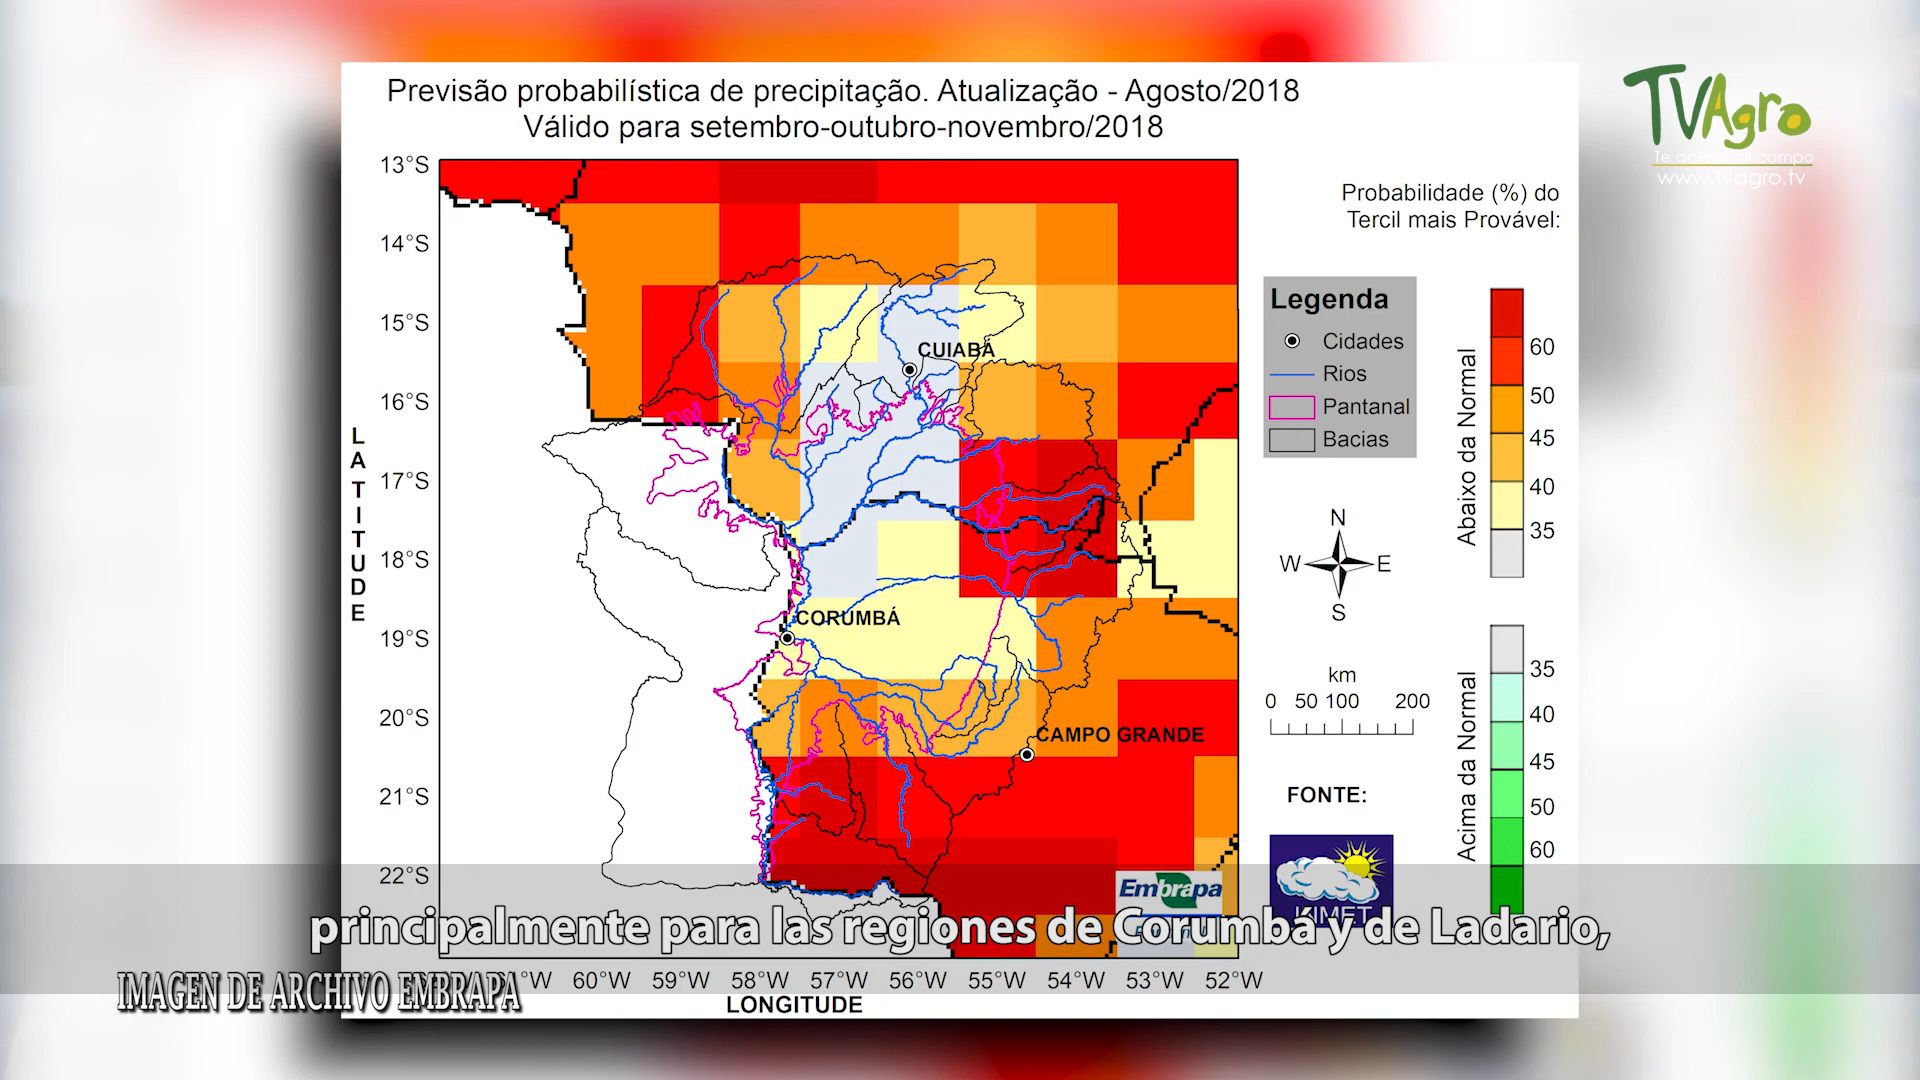 Previsão probabilística de precipitação. Atualização - Agosto/2018
Válido para setembro-outubro-novembro/2018
TVAgro
Te acerca al campo
www.tvagro.tv
13°S
14°S
15°S
16°S
17°S
18°S
19°S
20°S
21°S
22°S
LATITUDE
CUIABÁ
CORUMBÁ
CAMPO GRANDE
Probabilidade (%) do
Tercil mais Provável:
Legenda
Cidades
Rios
Pantanal
Bacias
N
W E
S
km
0 50 100 200
FONTE:
Abaixo da Normal
60
50
45
40
35
Acima da Normal
35
40
45
50
60
Embrapa
principalmente para las regiones de Corumbá y de Ladario,
IMAGEN DE ARCHIVO EMBRAPA
60°W 59°W 58°W 57°W 56°W 55°W 54°W 53°W 52°W
LONGITUDE